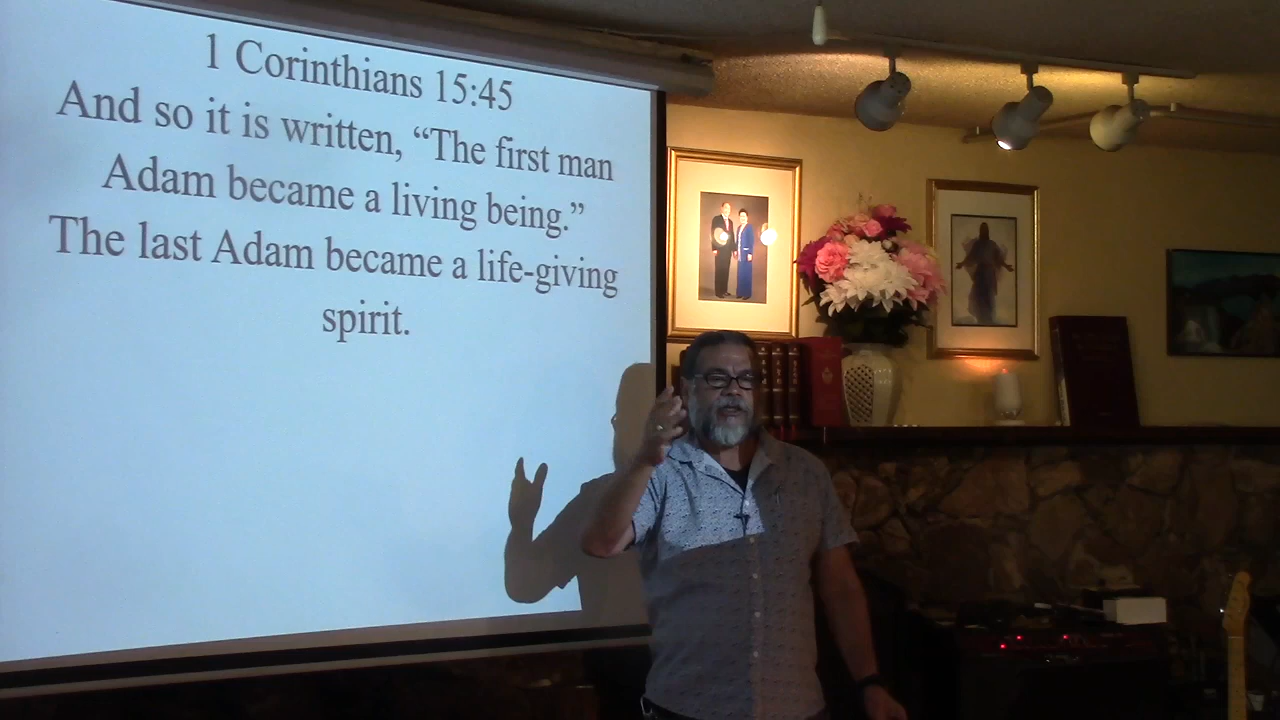 1 Corinthians 15:45
And so it is written, “The first man
Adam became a living being.”
The last Adam became a life-giving
spirit.